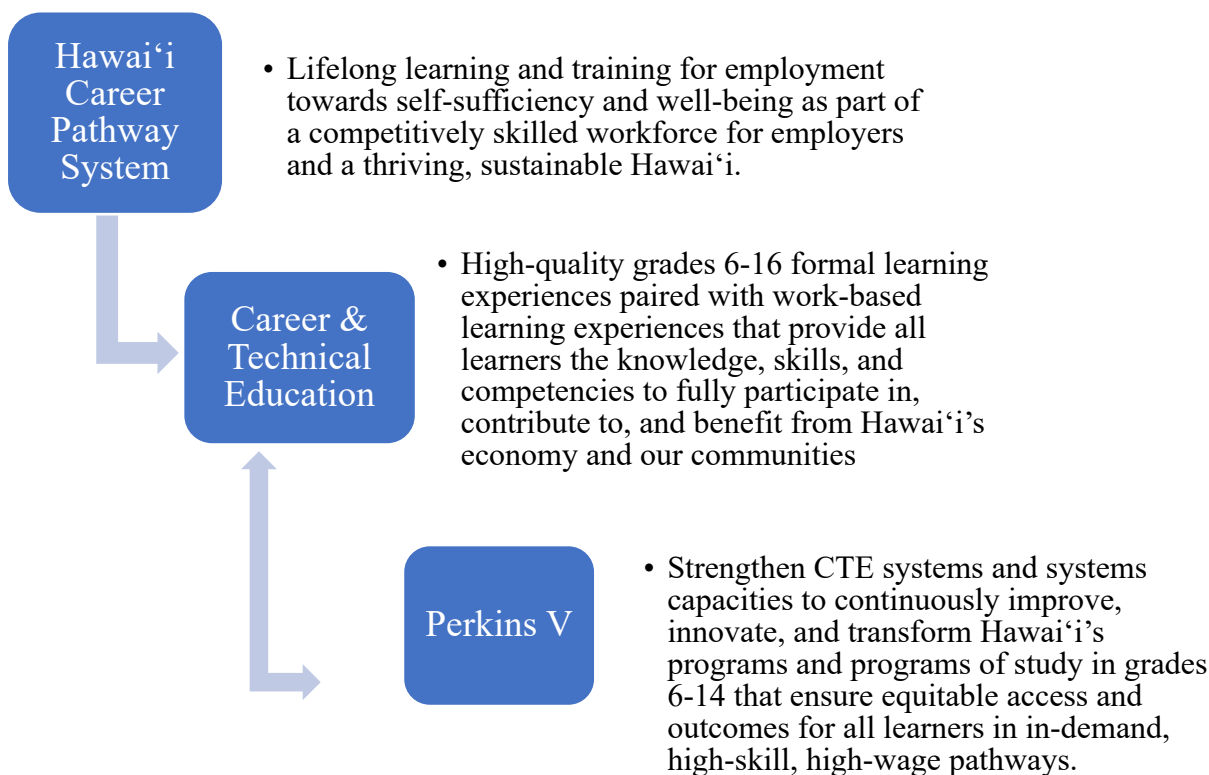 Hawaiʻi
Career
Pathway
System
• Lifelong learning and training for employment
towards self-sufficiency and well-being as part of
a competitively skilled workforce for employers
and a thriving, sustainable Hawaiʻi.
Career &
Technical
Education
• High-quality grades 6-16 formal learning
experiences paired with work-based
learning experiences that provide all
learners the knowledge, skills, and
competencies to fully participate in,
contribute to, and benefit from Hawaiʻi’s
economy and our communities
Perkins V
• Strengthen CTE systems and systems
capacities to continuously improve,
innovate, and transform Hawaiʻi’s
programs and programs of study in grades
6-14 that ensure equitable access and
outcomes for all learners in in-demand,
high-skill, high-wage pathways.